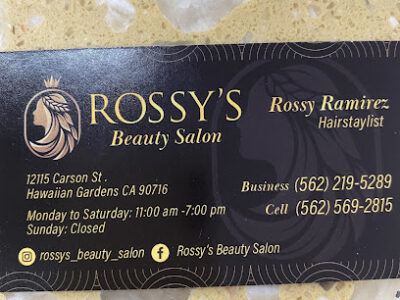 ROSSY'S
Beauty Salon
Rossy Ramirez
Hairstaylist
12115 Carson St .
Hawaiian Gardens CA 90716
Monday to Saturday: 11:00 am -7:00 pm
Sunday: Closed
Business (562) 219-5289
Cell (562) 569-2815
rossys_beauty_salon
Rossy's Beauty Salon